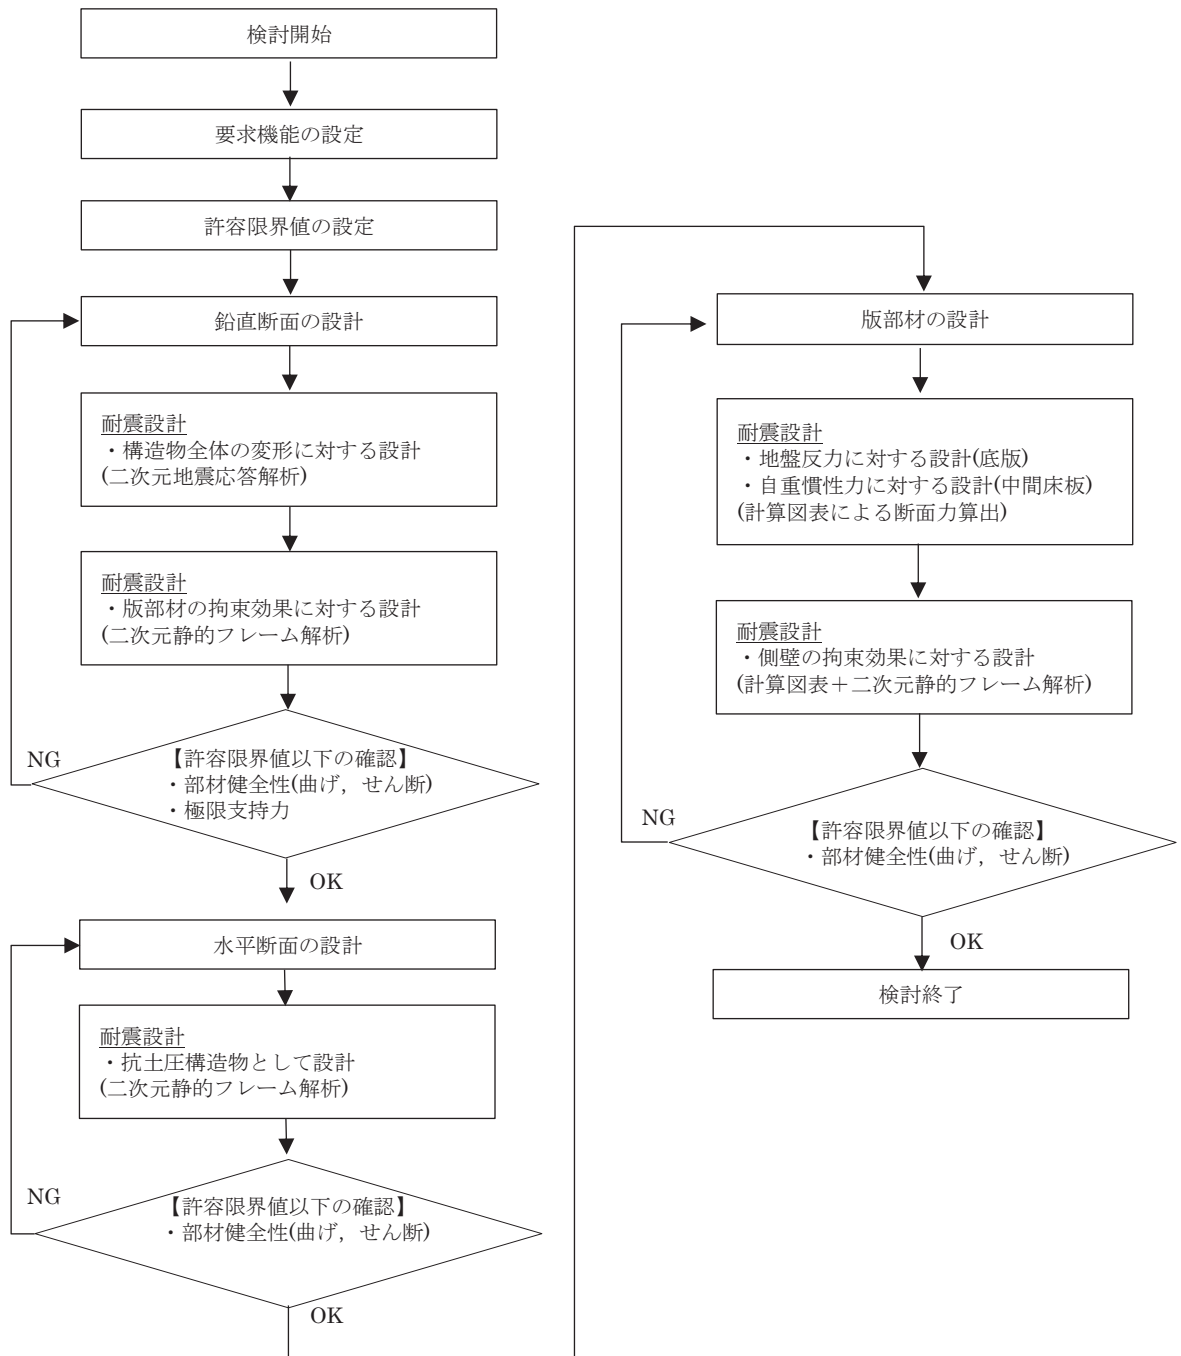 検討開始
要求機能の設定
許容限界値の設定
鉛直断面の設計
耐震設計
・構造物全体の変形に対する設計
(二次元地震応答解析)
耐震設計
・版部材の拘束効果に対する設計
(二次元静的フレーム解析)
【許容限界値以下の確認】
・部材健全性(曲げ，せん断)
・極限支持力
NG
OK
水平断面の設計
耐震設計
・抗土圧構造物として設計
(二次元静的フレーム解析)
【許容限界値以下の確認】
・部材健全性(曲げ，せん断)
NG
OK
版部材の設計
耐震設計
・地盤反力に対する設計(底版)
・自重慣性力に対する設計(中間床板)
(計算図表による断面力算出)
耐震設計
・側壁の拘束効果に対する設計
(計算図表＋二次元静的フレーム解析)
【許容限界値以下の確認】
・部材健全性(曲げ，せん断)
NG
OK
検討終了